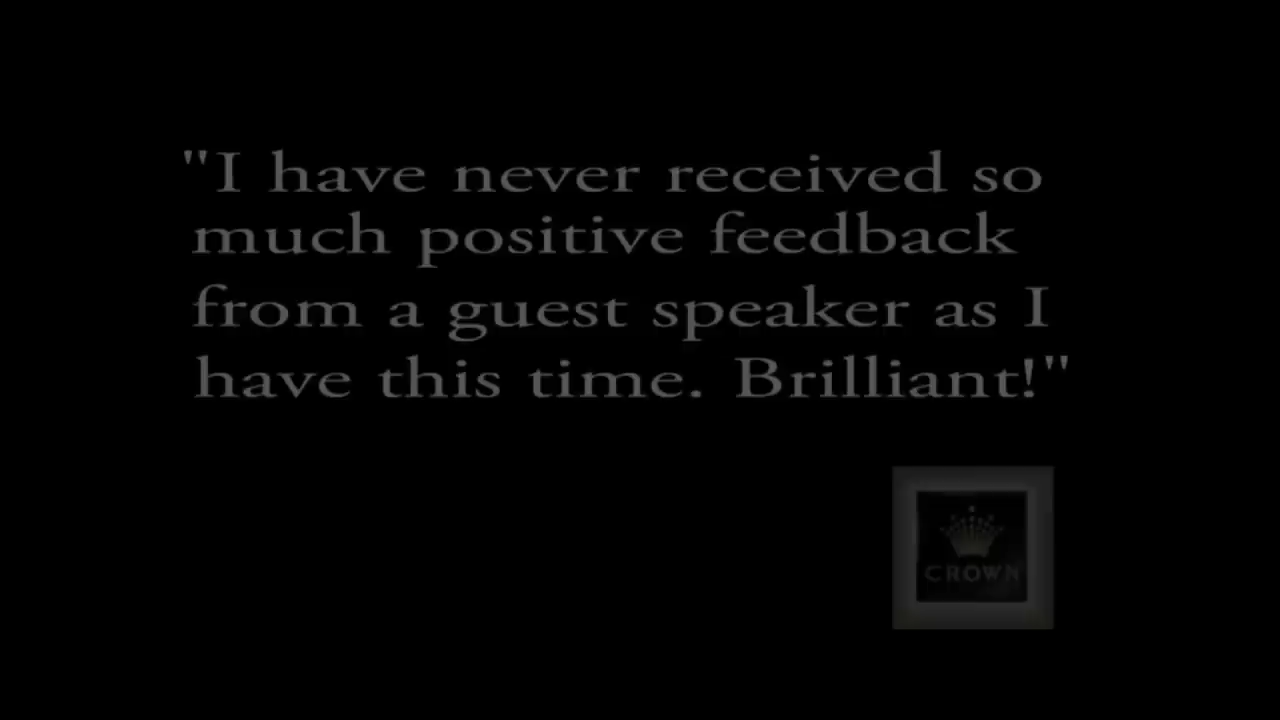 "I have never received so
much positive feedback
from a guest speaker as I
have this time. Brilliant!"
CROWN